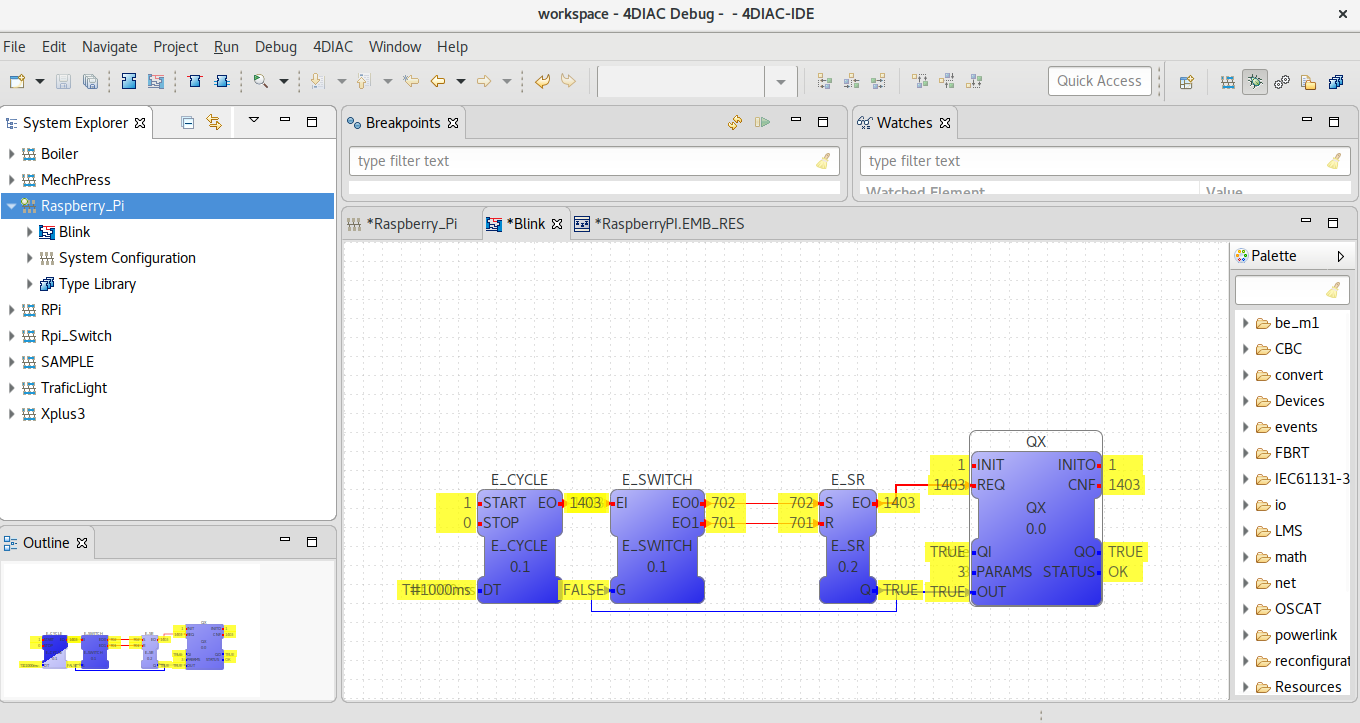 workspace - 4DIAC Debug -  - 4DIAC-IDE
File Edit Navigate Project Run Debug 4DIAC Window Help
Quick Access
System Explorer
Boiler
MechPress
Raspberry_Pi
Blink
System Configuration
Type Library
RPi
Rpi_Switch
SAMPLE
TraficLight
Xplus3
Outline
Breakpoints
type filter text
Watches
type filter text
Watched Element Value
*Raspberry_Pi *Blink *RaspberryPI.EMB_RES
QX
1 INIT INITO 1
1403 REQ CNF 1403
QX
0.0
TRUE QI QO TRUE
3 PARAMS STATUS OK
TRUE OUT
E_CYCLE E_SWITCH E_SR
1 START EO 1403 EI EO0 702 702 S EO 1403
0 STOP EO1 701 701 R
E_CYCLE E_SWITCH E_SR
0.1 0.1 0.2
T#1000ms DT FALSE G Q TRUE
Palette
be_m1
CBC
convert
Devices
events
FBRT
IEC61131-3
io
LMS
math
net
OSCAT
powerlink
reconfigurat
Resources